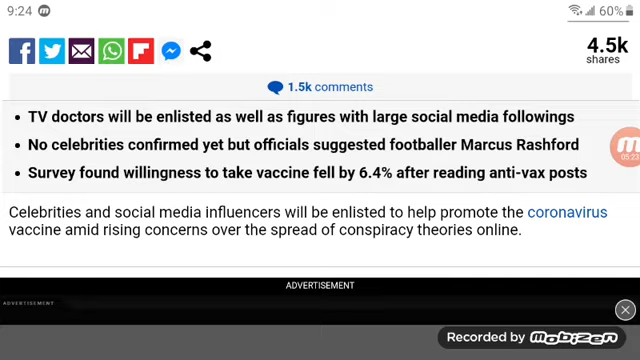 9:24 60%
4.5k
shares
1.5k comments
TV doctors will be enlisted as well as figures with large social media followings
No celebrities confirmed yet but officials suggested footballer Marcus Rashford
05:23
Survey found willingness to take vaccine fell by 6.4% after reading anti-vax posts
Celebrities and social media influencers will be enlisted to help promote the coronavirus
vaccine amid rising concerns over the spread of conspiracy theories online.
ADVERTISEMENT
ADVERTISEMENT
Recorded by Mobizen